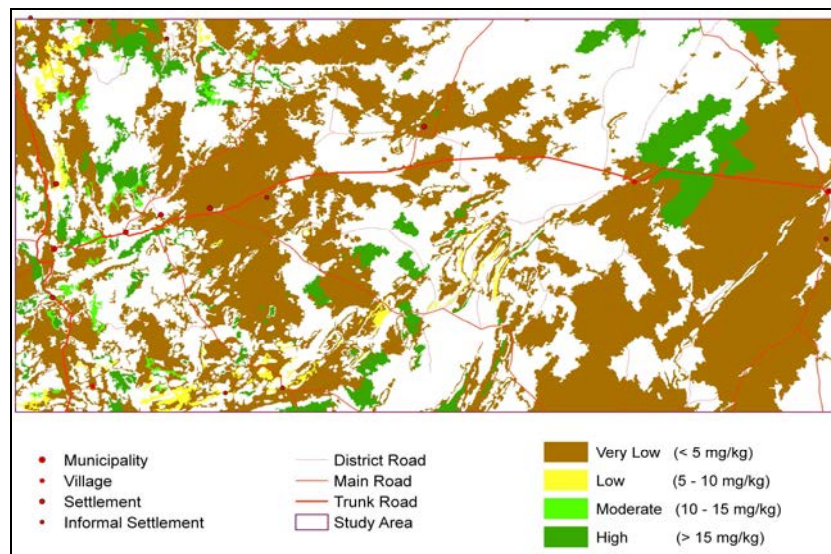 Municipality
Village
Settlement
Informal Settlement
District Road
Main Road
Trunk Road
Study Area
Very Low (< 5 mg/kg)
Low (5 - 10 mg/kg)
Moderate (10 - 15 mg/kg)
High (> 15 mg/kg)